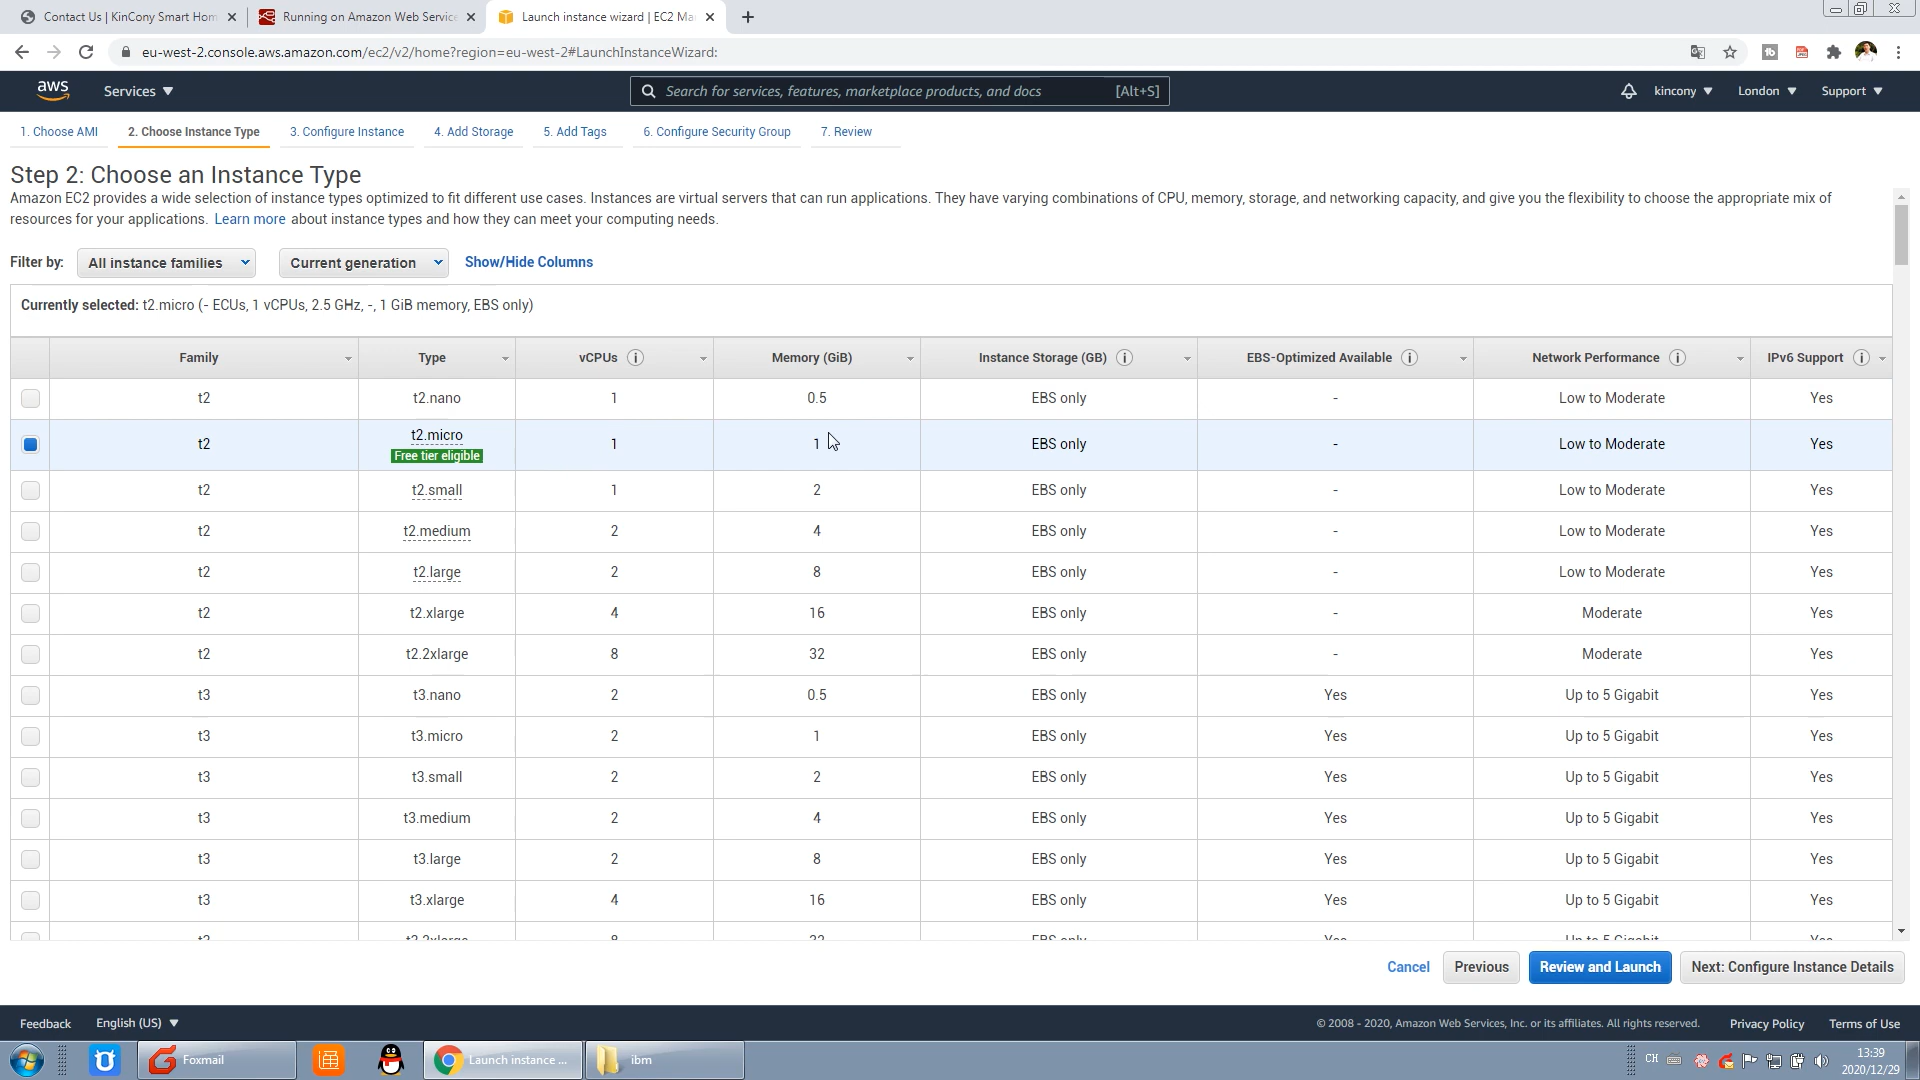 Contact Us | KinCony Smart Hom
Running on Amazon Web Service
Launch instance wizard | EC2 Ma
eu-west-2.console.aws.amazon.com/ec2/v2/home?region=eu-west-2#LaunchInstanceWizard:
aws Services Search for services, features, marketplace products, and docs [Alt+S] kincony London Support
1. Choose AMI 2. Choose Instance Type 3. Configure Instance 4. Add Storage 5. Add Tags 6. Configure Security Group 7. Review
Step 2: Choose an Instance Type
Amazon EC2 provides a wide selection of instance types optimized to fit different use cases. Instances are virtual servers that can run applications. They have varying combinations of CPU, memory, storage, and networking capacity, and give you the flexibility to choose the appropriate mix of
resources for your applications. Learn more about instance types and how they can meet your computing needs.
Filter by: All instance families Current generation Show/Hide Columns
Currently selected: t2.micro (- ECUs, 1 vCPUs, 2.5 GHz, -, 1 GiB memory, EBS only)
Family Type vCPUs Memory (GiB) Instance Storage (GB) EBS-Optimized Available Network Performance IPv6 Support
t2 t2.nano 1 0.5 EBS only - Low to Moderate Yes
t2 t2.micro 1 1 EBS only - Low to Moderate Yes
Free tier eligible
t2 t2.small 1 2 EBS only - Low to Moderate Yes
t2 t2.medium 2 4 EBS only - Low to Moderate Yes
t2 t2.large 2 8 EBS only - Low to Moderate Yes
t2 t2.xlarge 4 16 EBS only - Moderate Yes
t2 t2.2xlarge 8 32 EBS only - Moderate Yes
t3 t3.nano 2 0.5 EBS only Yes Up to 5 Gigabit Yes
t3 t3.micro 2 1 EBS only Yes Up to 5 Gigabit Yes
t3 t3.small 2 2 EBS only Yes Up to 5 Gigabit Yes
t3 t3.medium 2 4 EBS only Yes Up to 5 Gigabit Yes
t3 t3.large 2 8 EBS only Yes Up to 5 Gigabit Yes
t3 t3.xlarge 4 16 EBS only Yes Up to 5 Gigabit Yes
t3 t3.2xlarge 8 32 EBS only Yes Up to 5 Gigabit Yes
Cancel Previous Review and Launch Next: Configure Instance Details
Feedback English (US) © 2008 - 2020, Amazon Web Services, Inc. or its affiliates. All rights reserved. Privacy Policy Terms of Use
Foxmail Launch instance ... ibm CH 13:39
2020/12/29